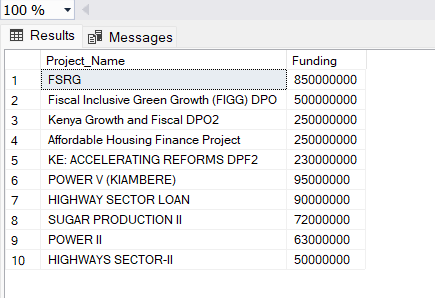 100 %
Results Messages
Project_Name Funding
1 FSRG 850000000
2 Fiscal Inclusive Green Growth (FIGG) DPO 500000000
3 Kenya Growth and Fiscal DPO2 250000000
4 Affordable Housing Finance Project 250000000
5 KE: ACCELERATING REFORMS DPF2 230000000
6 POWER V (KIAMBERE) 95000000
7 HIGHWAY SECTOR LOAN 90000000
8 SUGAR PRODUCTION II 72000000
9 POWER II 63000000
10 HIGHWAYS SECTOR-II 50000000